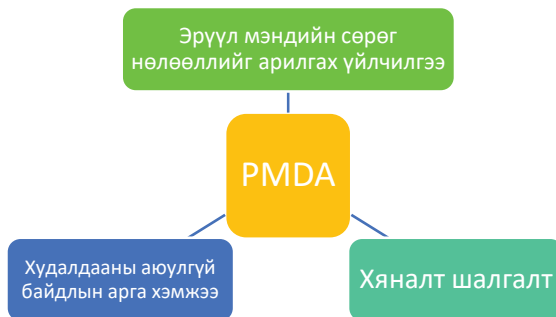 Эрүүл мэндийн сөрөг
нөлөөллийг арилгах үйлчилгээ
PMDA
Худалдааны аюулгүй
байдлын арга хэмжээ
Хяналт шалгалт